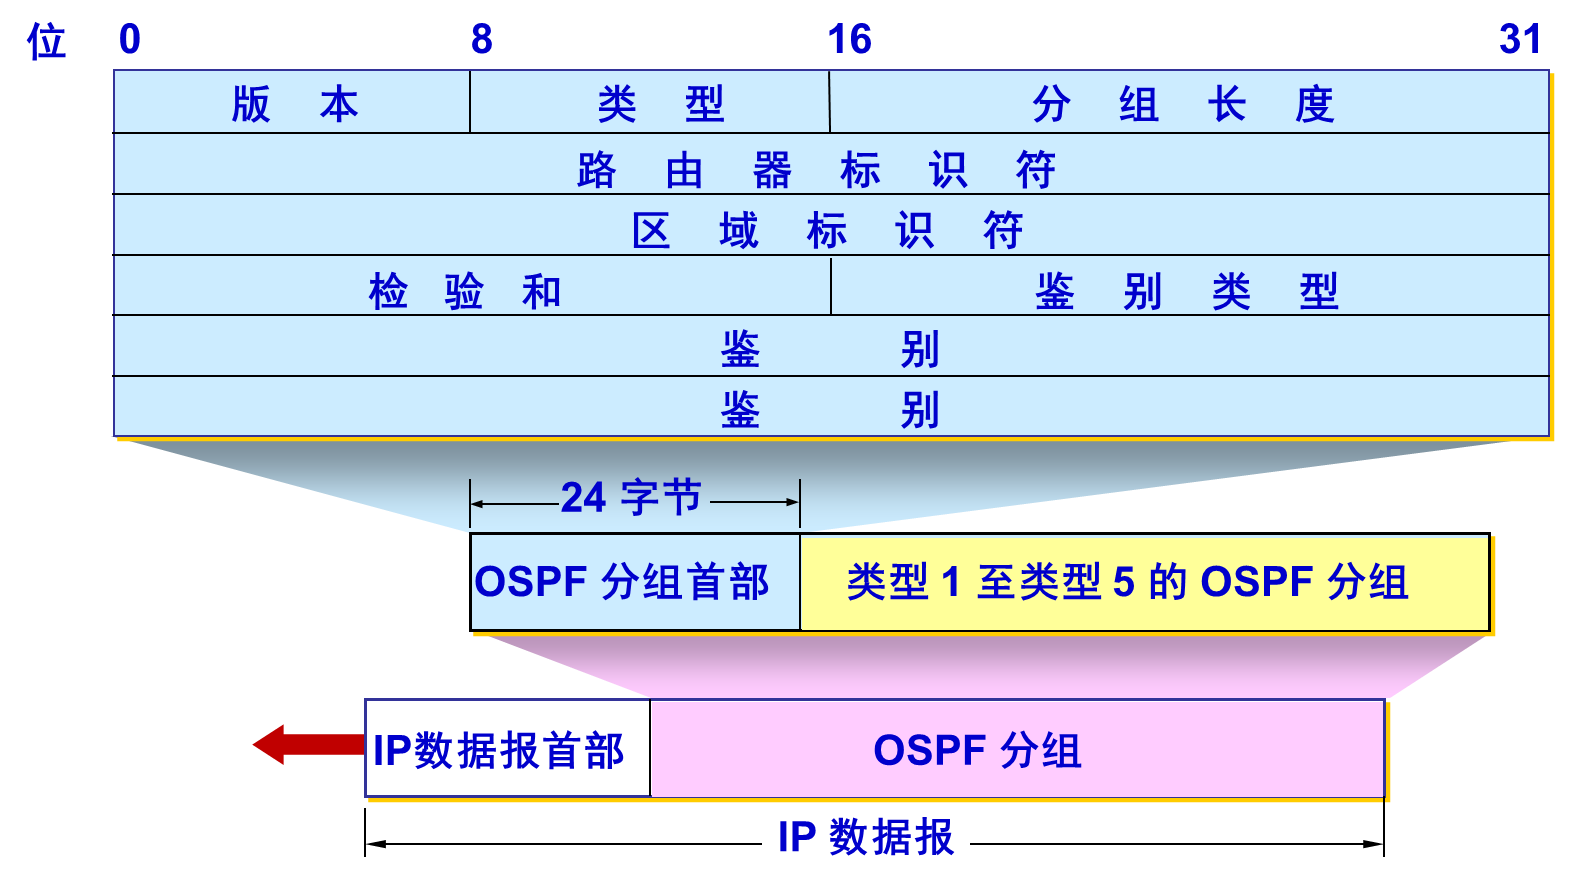 位 0 8 16 31
版 本 类 型 分 组 长 度
路 由 器 标 识 符
区 域 标 识 符
检 验 和 鉴 别 类 型
鉴 别
鉴 别
24 字节
OSPF 分组首部 类型 1 至类型 5 的 OSPF 分组
IP数据报首部 OSPF 分组
IP 数据报